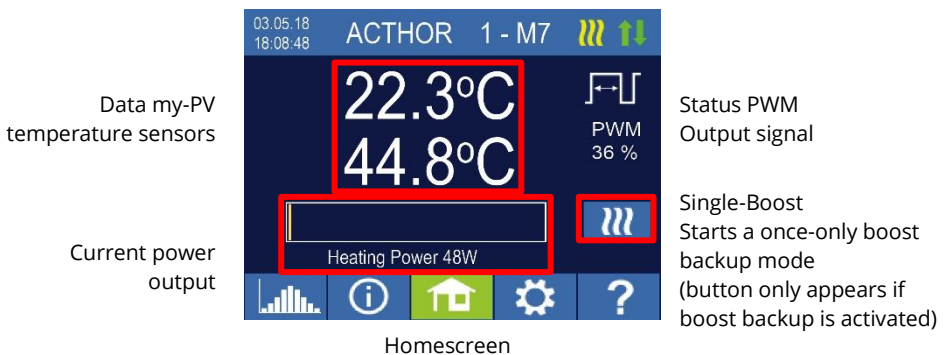 03.05.18
18:08:48
ACTHOR 1 - M7
22.3ºC
44.8ºC
PWM
36 %
Heating Power 48W
?
Data my-PV
temperature sensors
Current power
output
Status PWM
Output signal
Single-Boost
Starts a once-only boost
backup mode
(button only appears if
boost backup is activated)
Homescreen